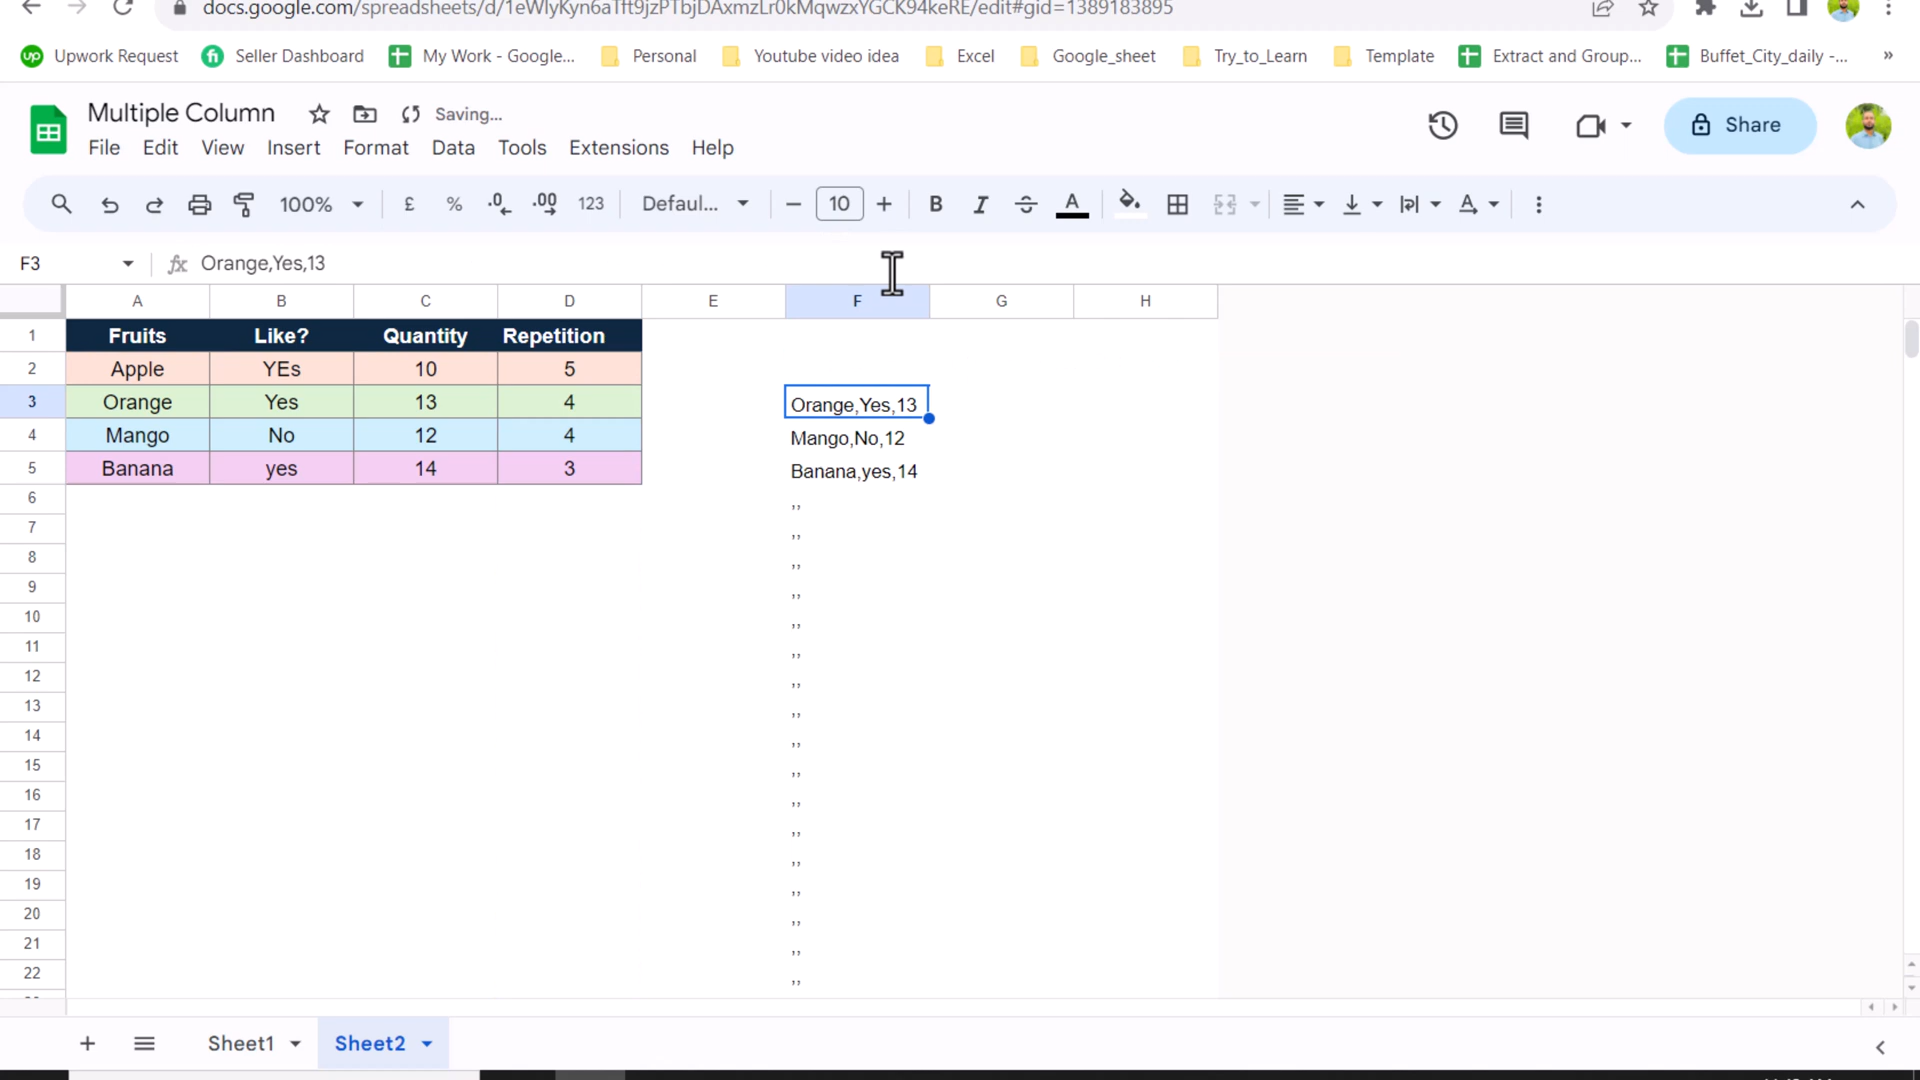 docs.google.com/spreadsheets/d/1eWlyKyn6aTft9jzPTbjDAxmzLr0kMqwzxYGCK94keRE/edit#gid=1389183895
up Upwork Request fi Seller Dashboard My Work - Google... Personal Youtube video idea Excel Google_sheet Try_to_Learn Template Extract and Group... Buffet_City_daily -... »
Multiple Column Saving...
Share
File Edit View Insert Format Data Tools Extensions Help
100% £ % .0 .00 123 Defaul... 10 B I A
F3 fx Orange,Yes,13
A B C D E F G H
1 Fruits Like? Quantity Repetition
2 Apple YEs 10 5
3 Orange Yes 13 4 Orange,Yes,13
4 Mango No 12 4 Mango,No,12
5 Banana yes 14 3 Banana,yes,14
6 ,,
7 ,,
8 ,,
9 ,,
10 ,,
11 ,,
12 ,,
13 ,,
14 ,,
15 ,,
16 ,,
17 ,,
18 ,,
19 ,,
20 ,,
21 ,,
22 ,,
Sheet1 Sheet2